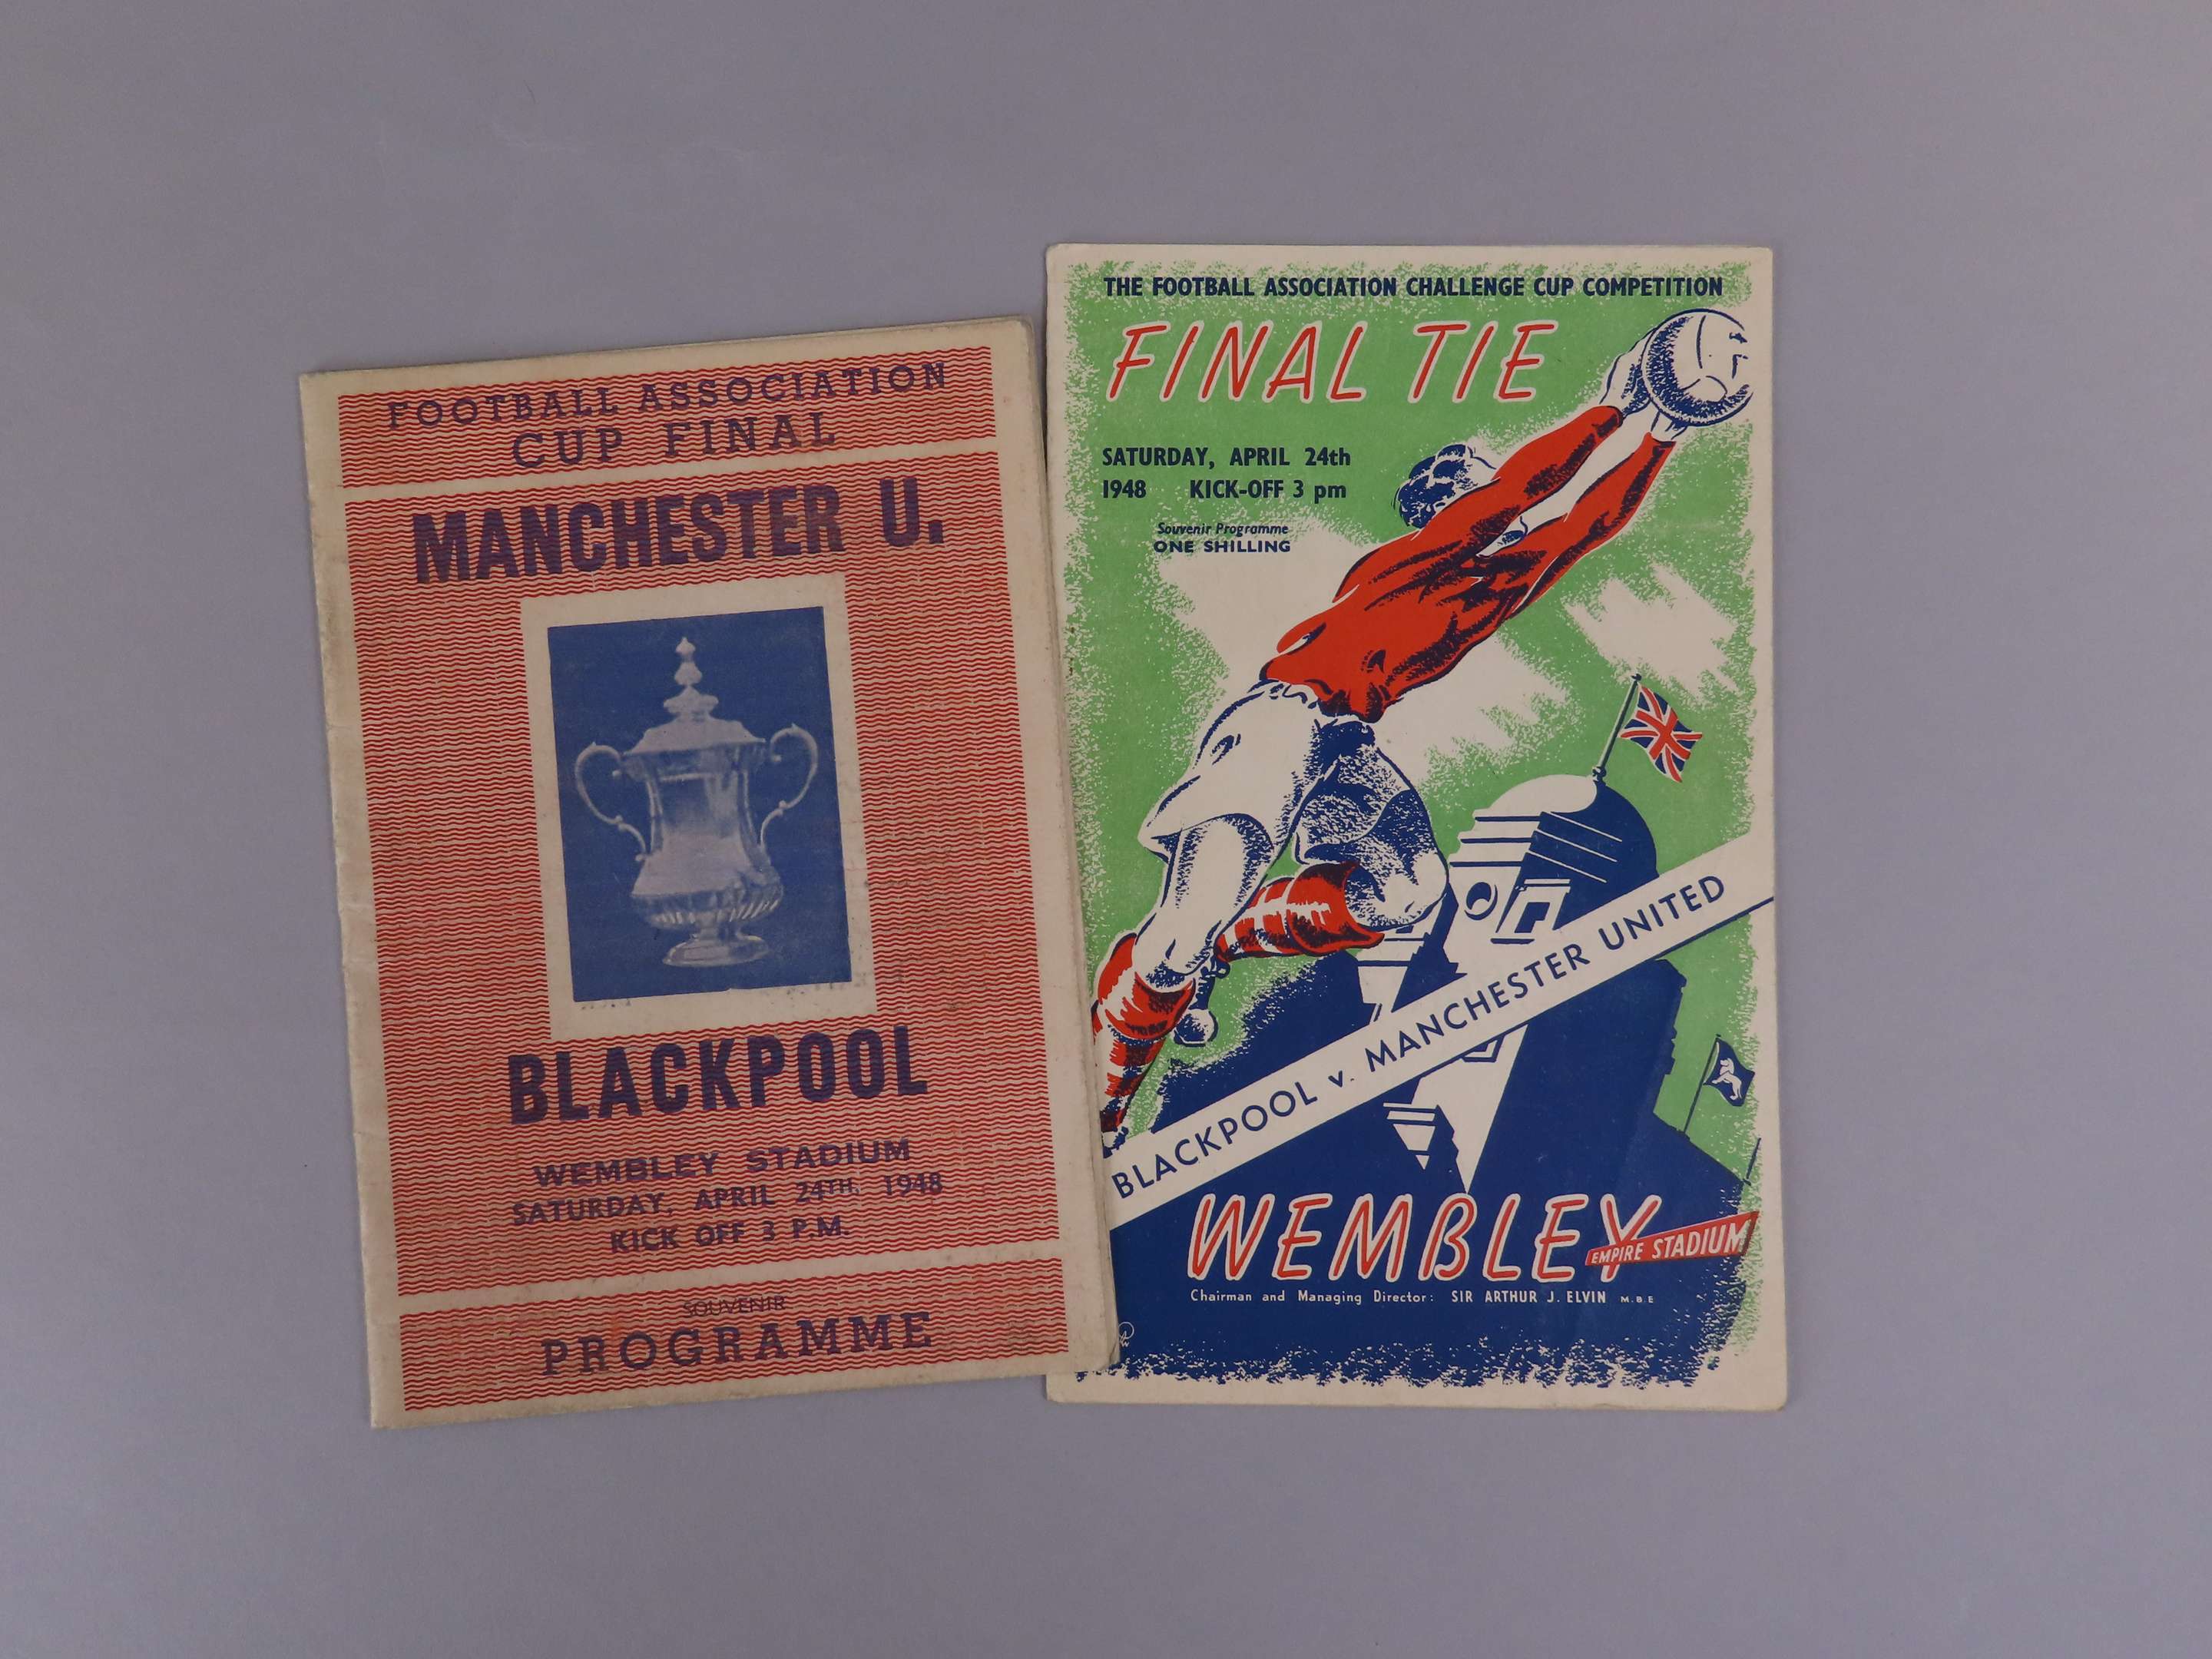 FOOTBALL ASSOCIATION
CUP FINAL
MANCHESTER U.
BLACKPOOL
WEMBLEY STADIUM
SATURDAY, APRIL 24TH, 1948
KICK OFF 3 P.M.
SOUVENIR
PROGRAMME
THE FOOTBALL ASSOCIATION CHALLENGE CUP COMPETITION
FINAL TIE
SATURDAY, APRIL 24th
1948 KICK-OFF 3 pm
Souvenir Programme
ONE SHILLING
BLACKPOOL v. MANCHESTER UNITED
WEMBLEY
EMPIRE STADIUM
Chairman and Managing Director: SIR ARTHUR J. ELVIN M.B.E